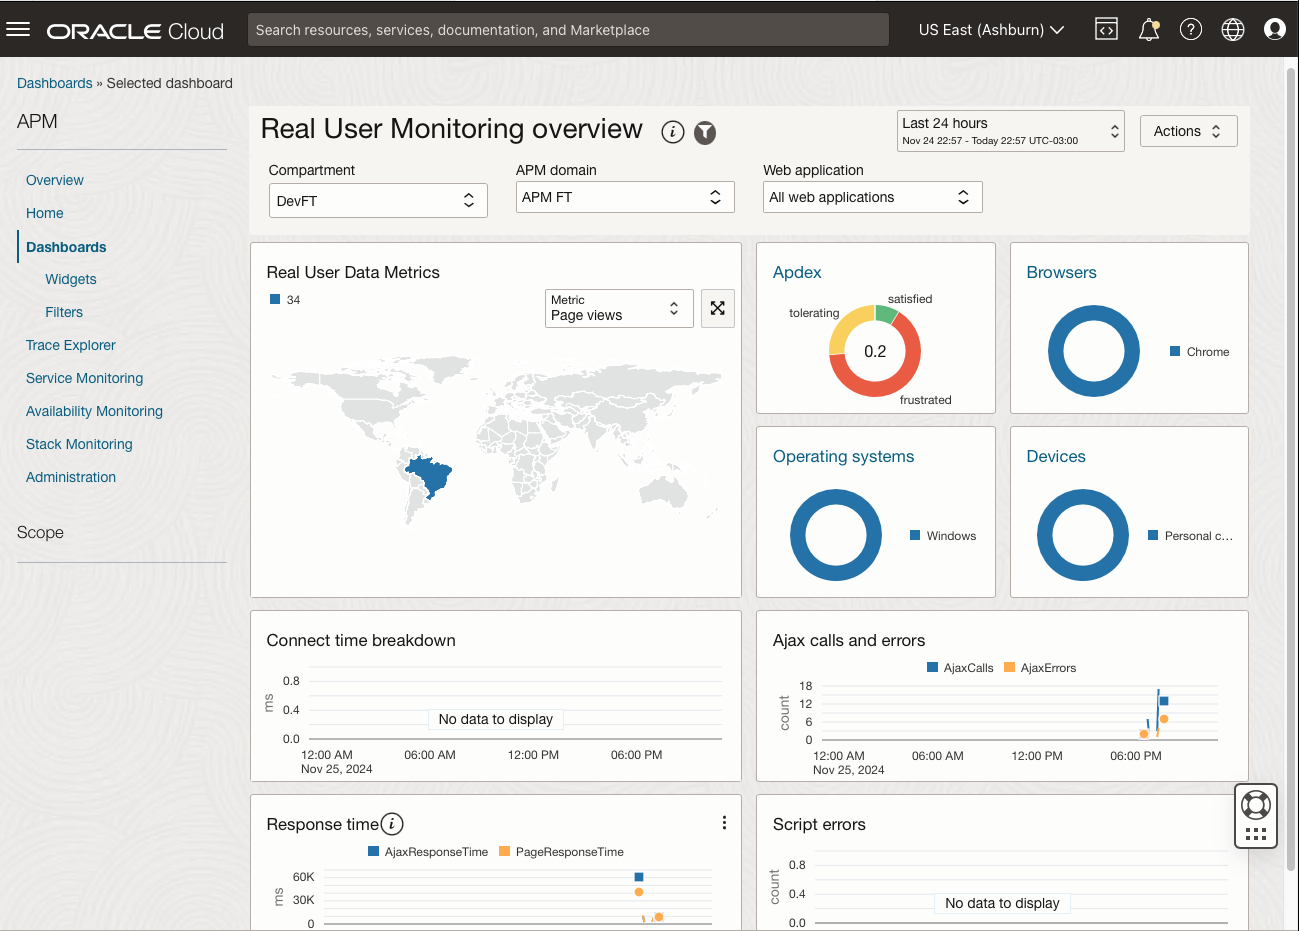 ORACLE Cloud
Search resources, services, documentation, and Marketplace
US East (Ashburn)
Dashboards » Selected dashboard
APM
Overview
Home
Dashboards
Widgets
Filters
Trace Explorer
Service Monitoring
Availability Monitoring
Stack Monitoring
Administration
Scope
Real User Monitoring overview
Last 24 hours
Nov 24 22:57 - Today 22:57 UTC-03:00
Actions
Compartment
DevFT
APM domain
APM FT
Web application
All web applications
Real User Data Metrics
34
Metric
Page views
Apdex
satisfied
tolerating
0.2
frustrated
Browsers
Chrome
Operating systems
Windows
Devices
Personal c...
Connect time breakdown
ms
0.8
0.4
0.0
No data to display
12:00 AM 06:00 AM 12:00 PM 06:00 PM
Nov 25, 2024
Ajax calls and errors
AjaxCalls AjaxErrors
count
18
12
6
0
12:00 AM 06:00 AM 12:00 PM 06:00 PM
Nov 25, 2024
Response time
AjaxResponseTime PageResponseTime
ms
60K
30K
0
Script errors
count
0.8
0.4
0.0
No data to display